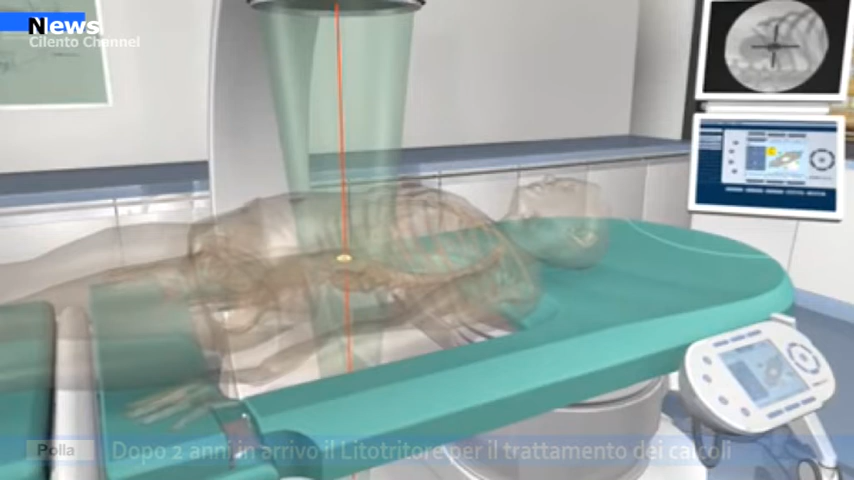 News
Cilento Channel
Polla
Dopo 2 anni in arrivo il Litotritore per il trattamento dei calcoli